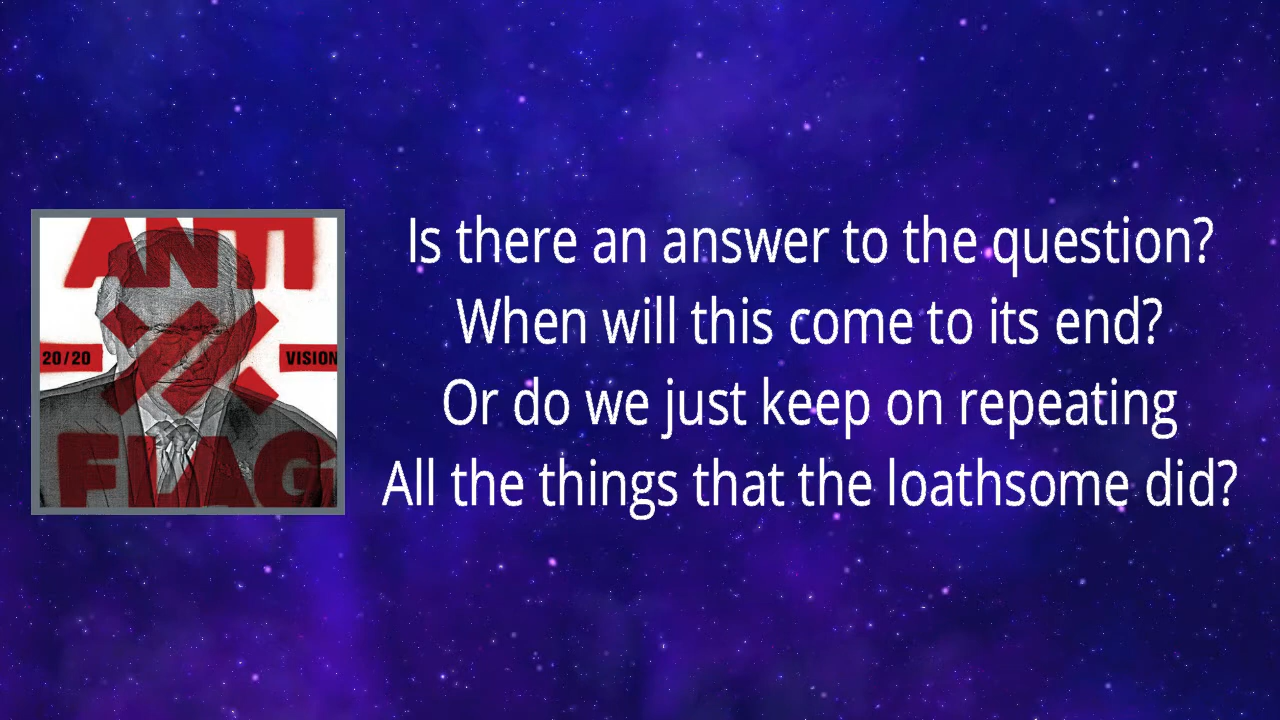 ANTI
20/20
VISION
FLAG
Is there an answer to the question?
When will this come to its end?
Or do we just keep on repeating
All the things that the loathsome did?